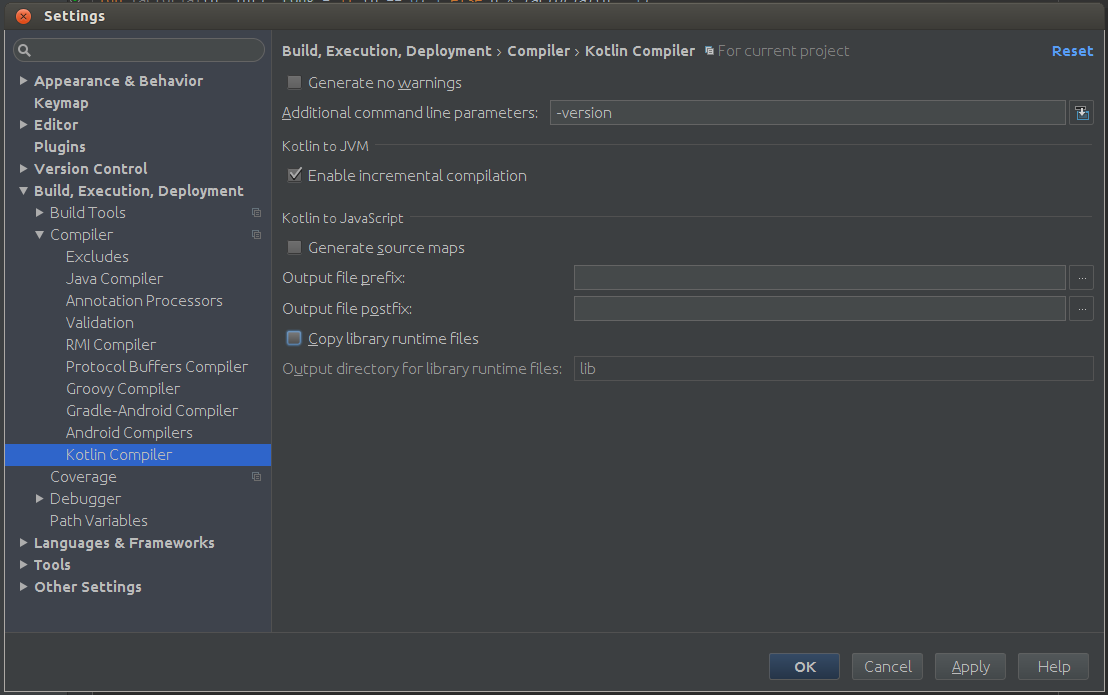 Settings
Build, Execution, Deployment › Compiler › Kotlin Compiler For current project Reset
Appearance & Behavior
Keymap
Editor
Plugins
Version Control
Build, Execution, Deployment
Build Tools
Compiler
Excludes
Java Compiler
Annotation Processors
Validation
RMI Compiler
Protocol Buffers Compiler
Groovy Compiler
Gradle-Android Compiler
Android Compilers
Kotlin Compiler
Coverage
Debugger
Path Variables
Languages & Frameworks
Tools
Other Settings
Generate no warnings
Additional command line parameters: -version
Kotlin to JVM
Enable incremental compilation
Kotlin to JavaScript
Generate source maps
Output file prefix: ...
Output file postfix: ...
Copy library runtime files
Output directory for library runtime files: lib
OK Cancel Apply Help